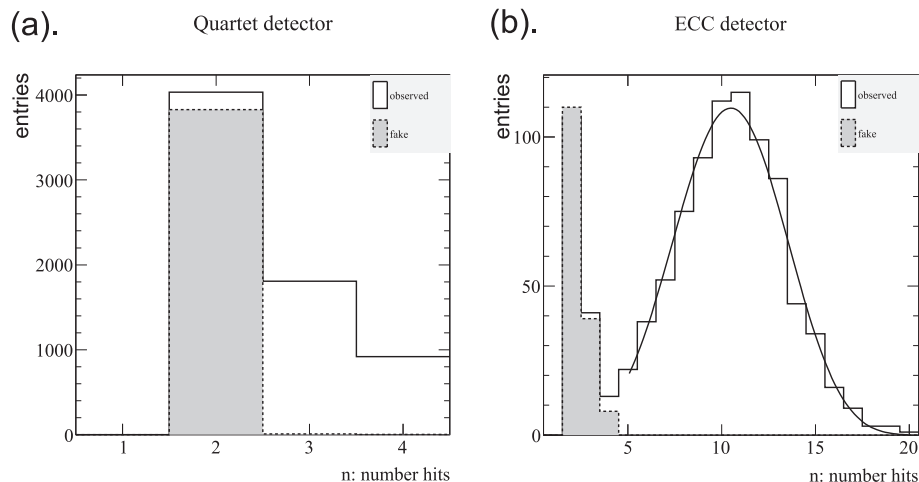 (a).
Quartet detector
entries
4000
3000
2000
1000
0
observed
fake
1 2 3 4
n: number hits
(b).
ECC detector
entries
100
50
0
observed
fake
5 10 15 20
n: number hits